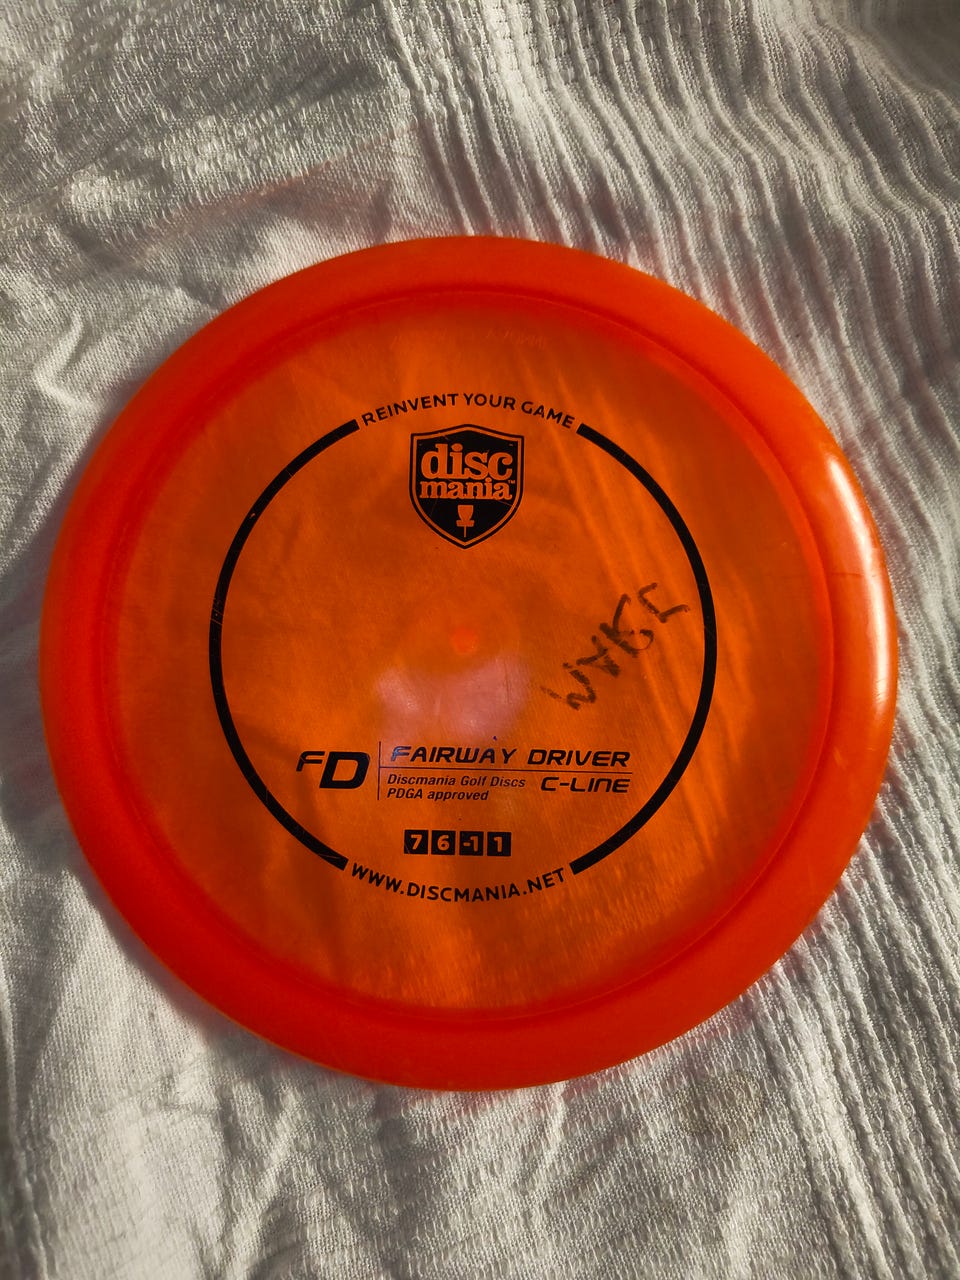 REINVENT YOUR GAME
disc
mania™
FD
FAIRWAY DRIVER
Discmania Golf Discs
PDGA approved
C-LINE
7 6 -1 1
WWW.DISCMANIA.NET